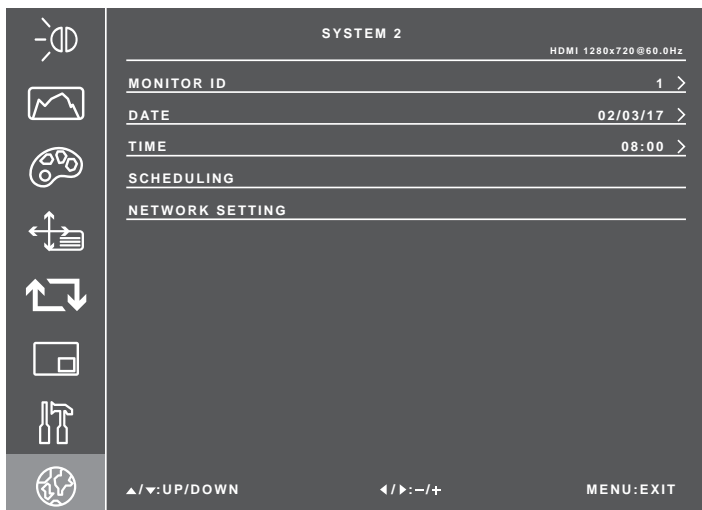 SYSTEM 2
HDMI 1280x720@60.0Hz
MONITOR ID 1 >
DATE 02/03/17 >
TIME 08:00 >
SCHEDULING
NETWORK SETTING
▲/▼:UP/DOWN ◀/▶:−/+ MENU:EXIT